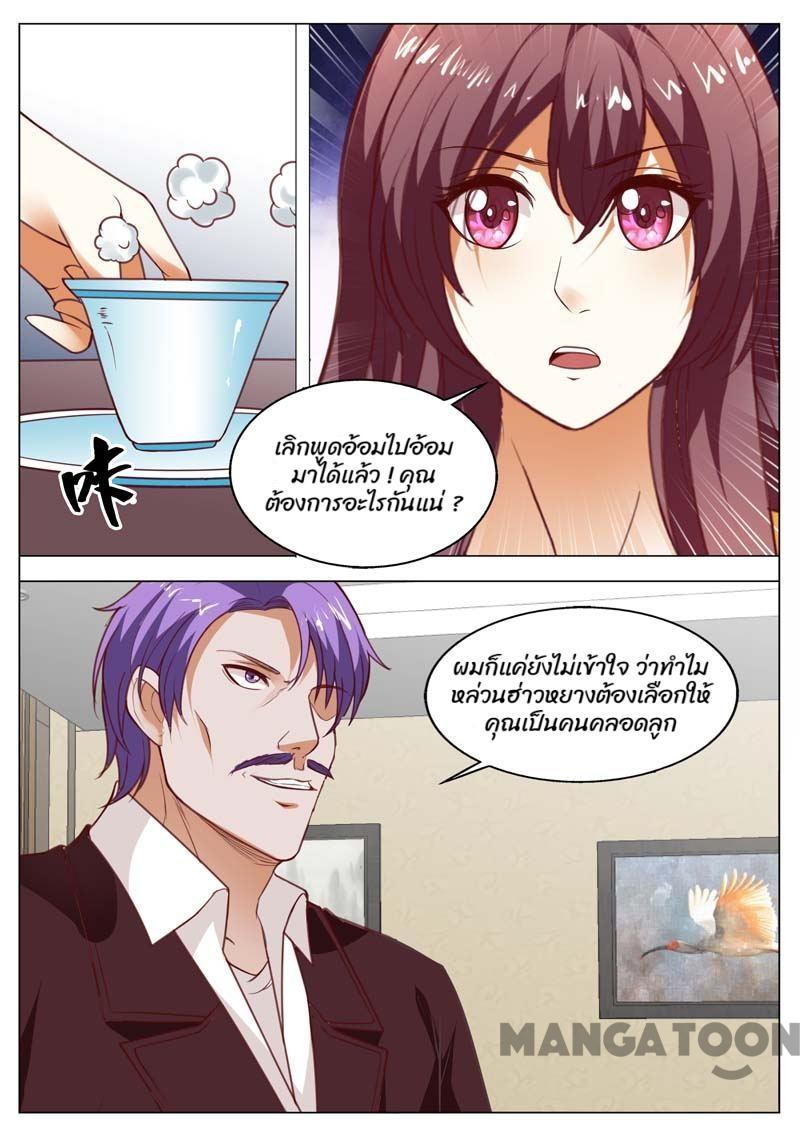 เลิกพูดอ้อมไปอ้อม
มาได้แล้ว ! คุณ
ต้องการอะไรกันแน่ ?
咔
ผมก็แค่ยังไม่เข้าใจ ว่าทำไม
หล่วนฮ่าวหยางต้องเลือกให้
คุณเป็นคนคลอดลูก
MANGATOON